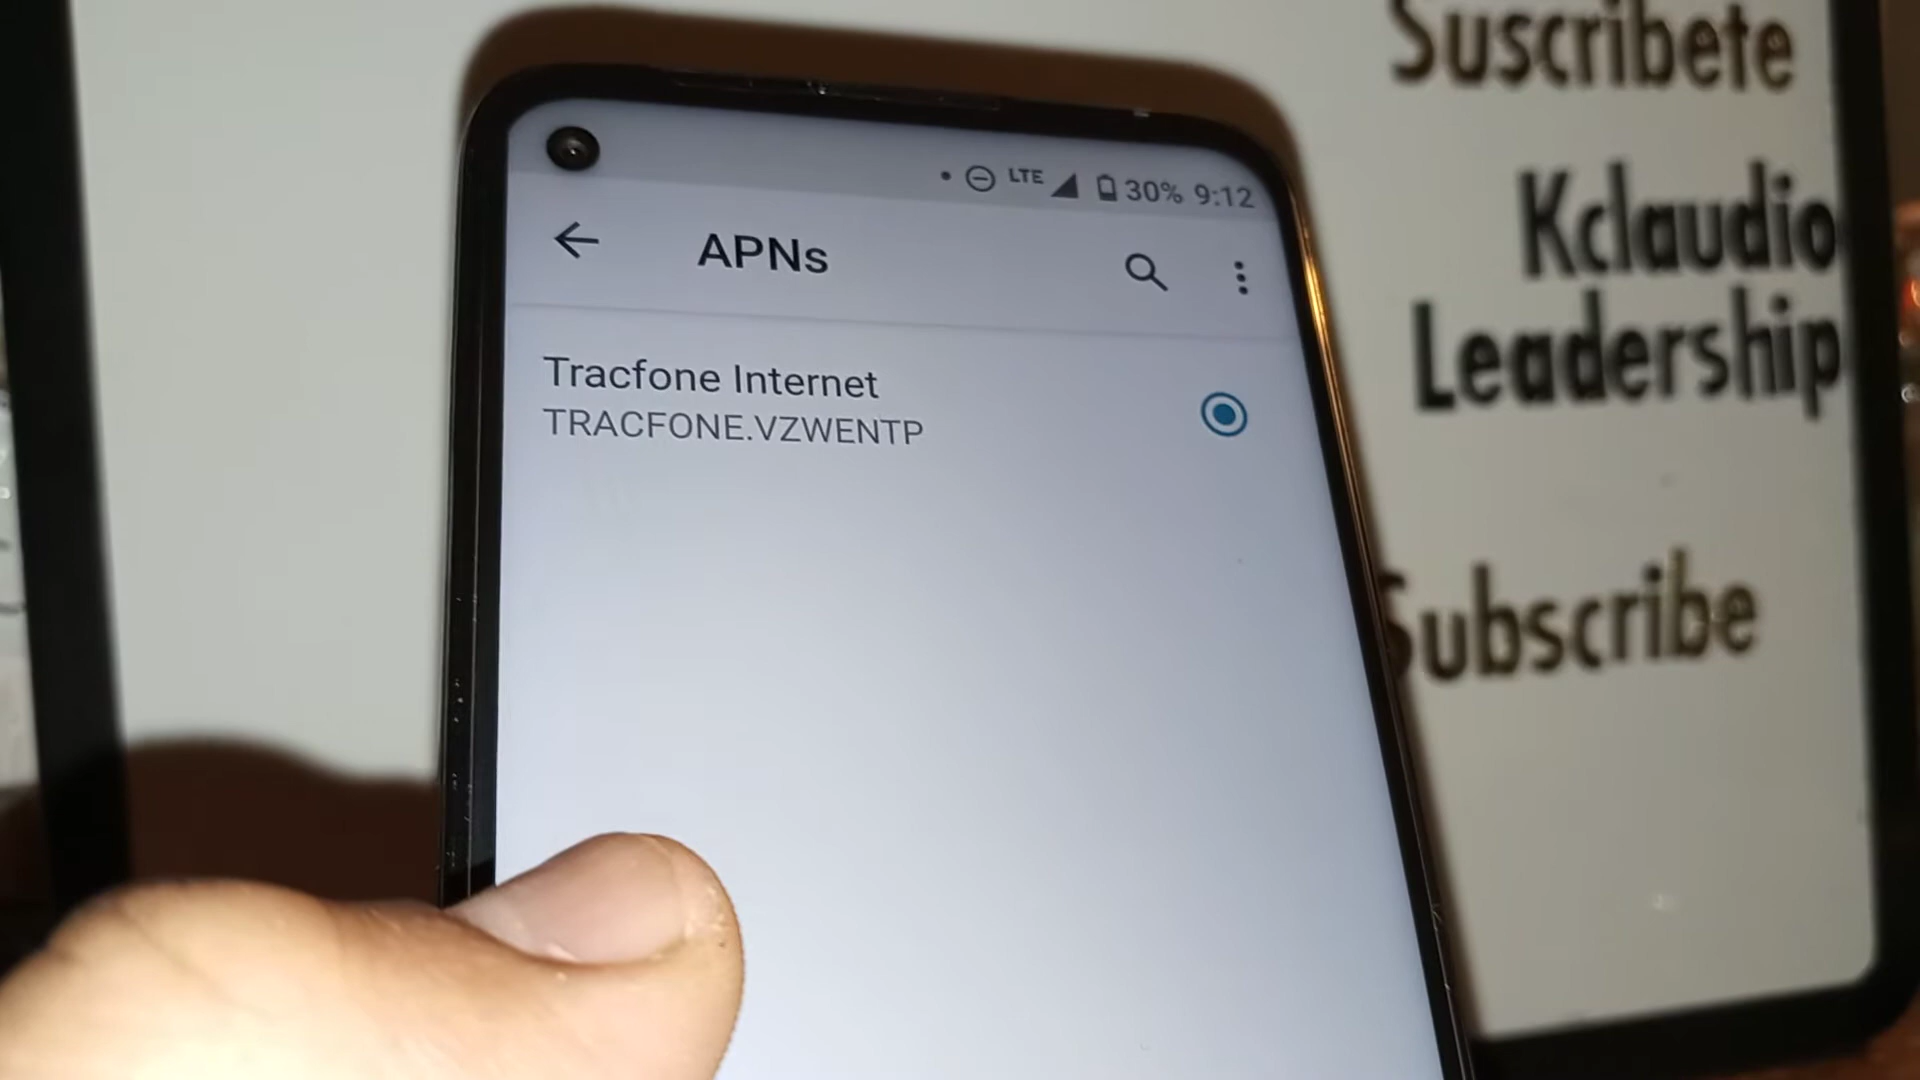 LTE 30% 9:12
APNs
Tracfone Internet
TRACFONE.VZWENTP
Suscribete
Kclaudio
Leadership
Subscribe